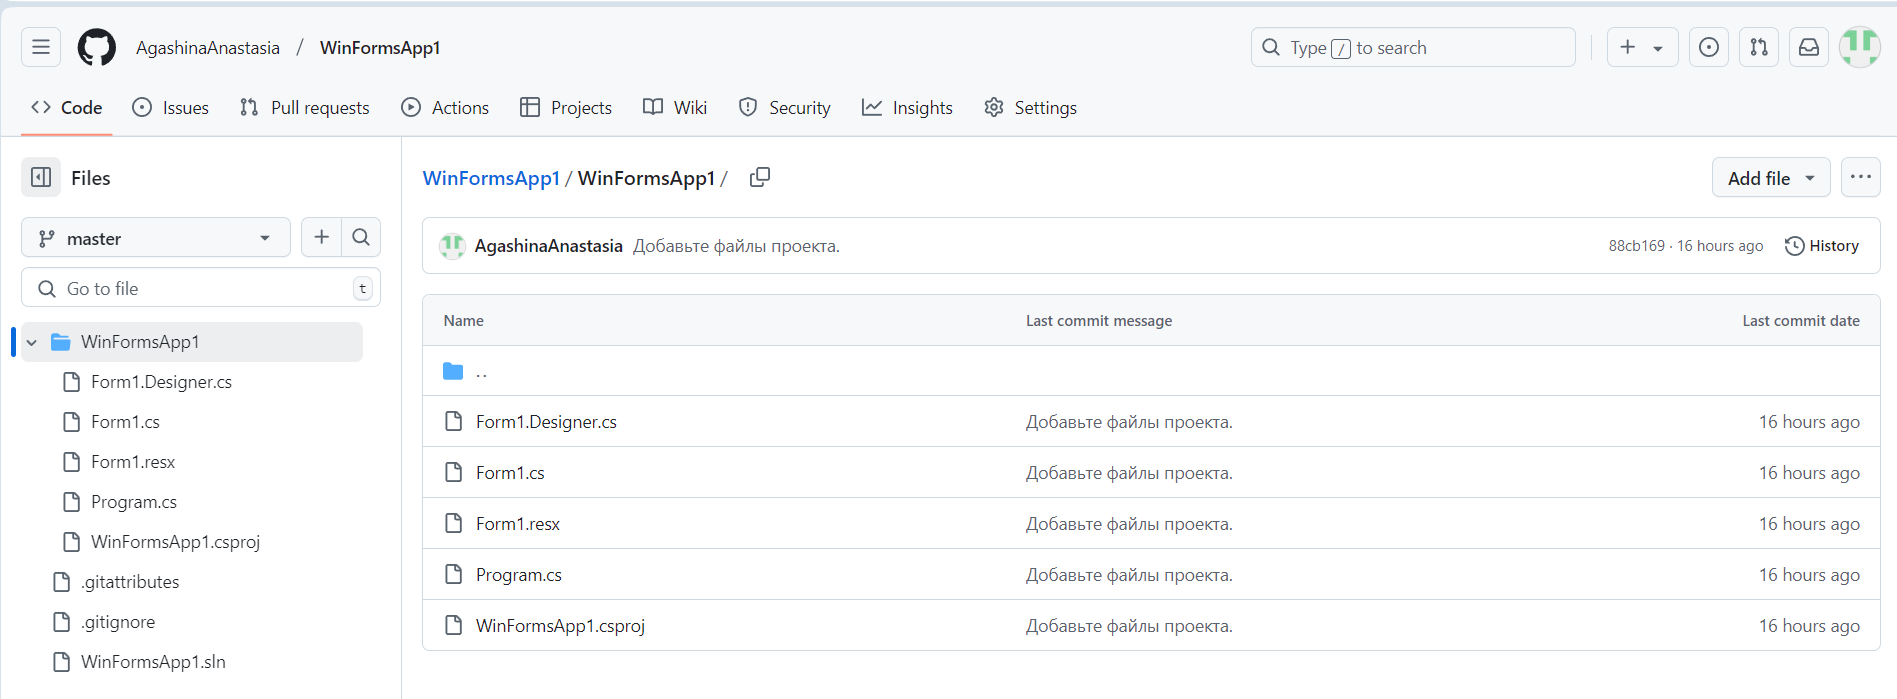 AgashinaAnastasia / WinFormsApp1
Type / to search
Code Issues Pull requests Actions Projects Wiki Security Insights Settings
Files
master
Go to file t
WinFormsApp1
Form1.Designer.cs
Form1.cs
Form1.resx
Program.cs
WinFormsApp1.csproj
.gitattributes
.gitignore
WinFormsApp1.sln
WinFormsApp1 / WinFormsApp1 /
Add file
AgashinaAnastasia Добавьте файлы проекта. 88cb169 · 16 hours ago History
Name Last commit message Last commit date
..
Form1.Designer.cs Добавьте файлы проекта. 16 hours ago
Form1.cs Добавьте файлы проекта. 16 hours ago
Form1.resx Добавьте файлы проекта. 16 hours ago
Program.cs Добавьте файлы проекта. 16 hours ago
WinFormsApp1.csproj Добавьте файлы проекта. 16 hours ago